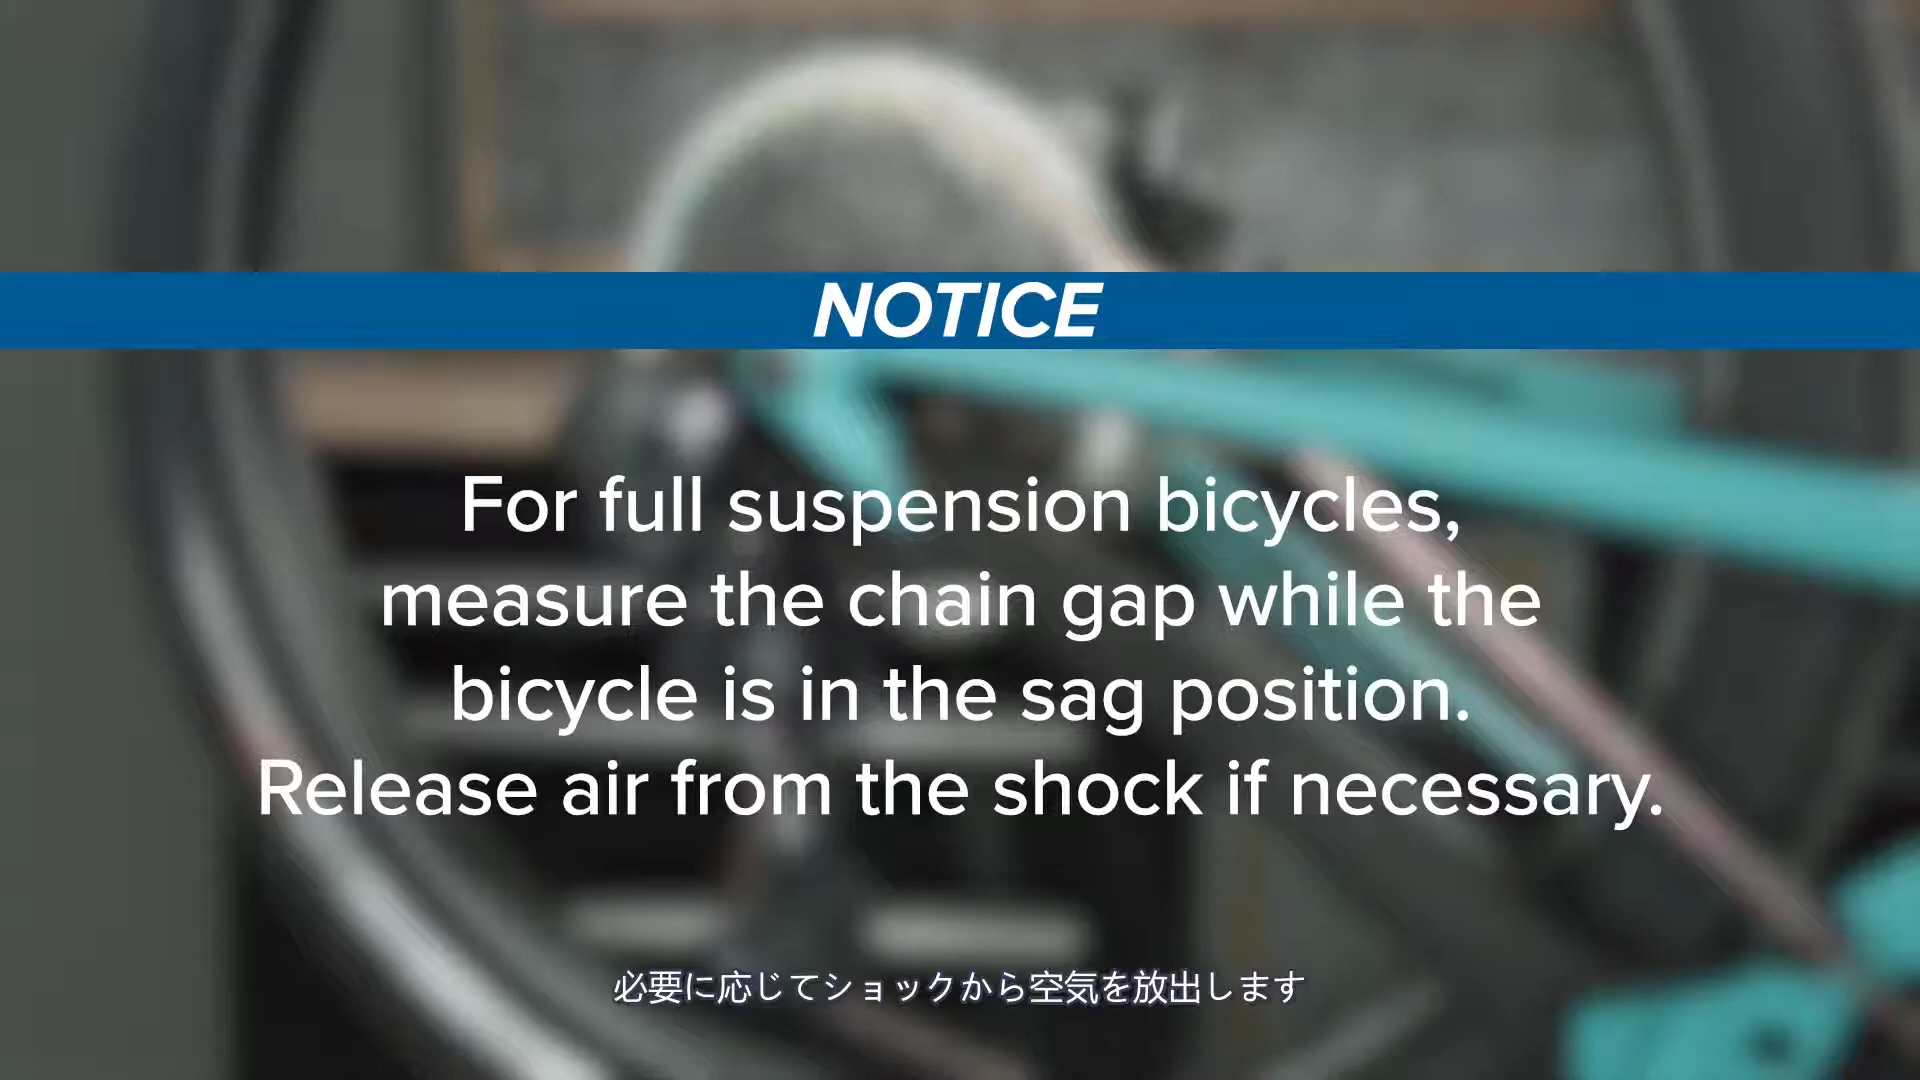 NOTICE
For full suspension bicycles,
measure the chain gap while the
bicycle is in the sag position.
Release air from the shock if necessary.
必要に応じてショックから空気を放出します